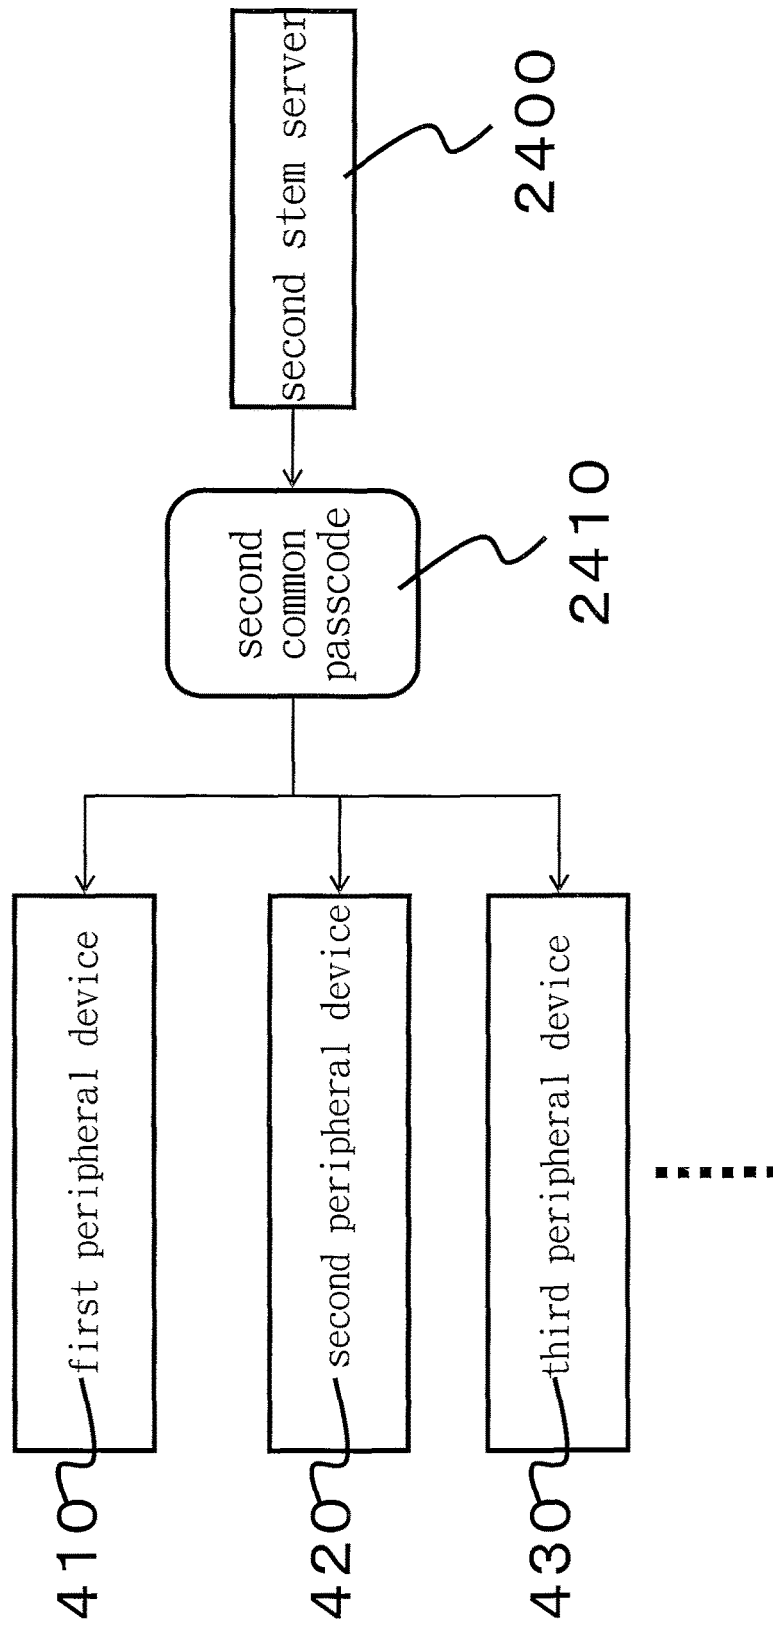 410
first peripheral device
420
second peripheral device
430
third peripheral device
second
common
passcode
2410
second stem server
2400